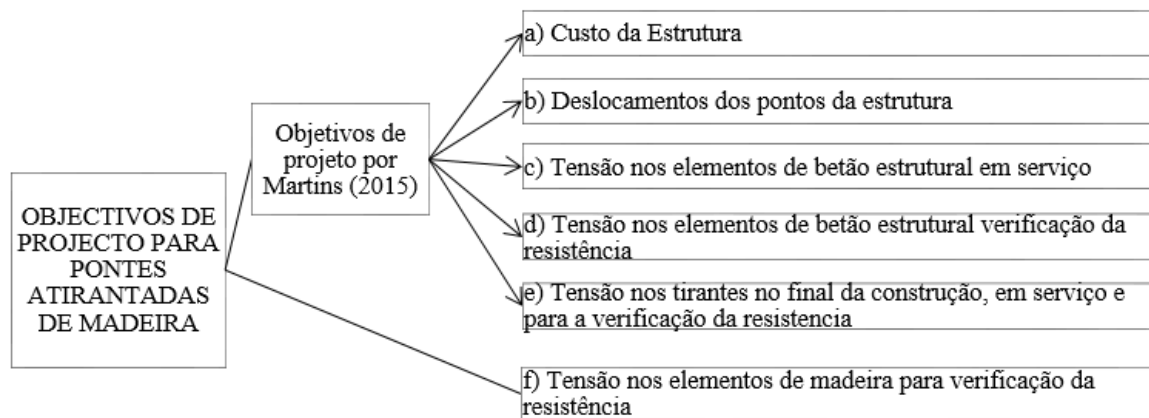 OBJECTIVOS DE
PROJECTO PARA
PONTES
ATIRANTADAS
DE MADEIRA
Objetivos de
projeto por
Martins (2015)
a) Custo da Estrutura
b) Deslocamentos dos pontos da estrutura
c) Tensão nos elementos de betão estrutural em serviço
d) Tensão nos elementos de betão estrutural verificação da
resistência
e) Tensão nos tirantes no final da construção, em serviço e
para a verificação da resistencia
f) Tensão nos elementos de madeira para verificação da
resistência